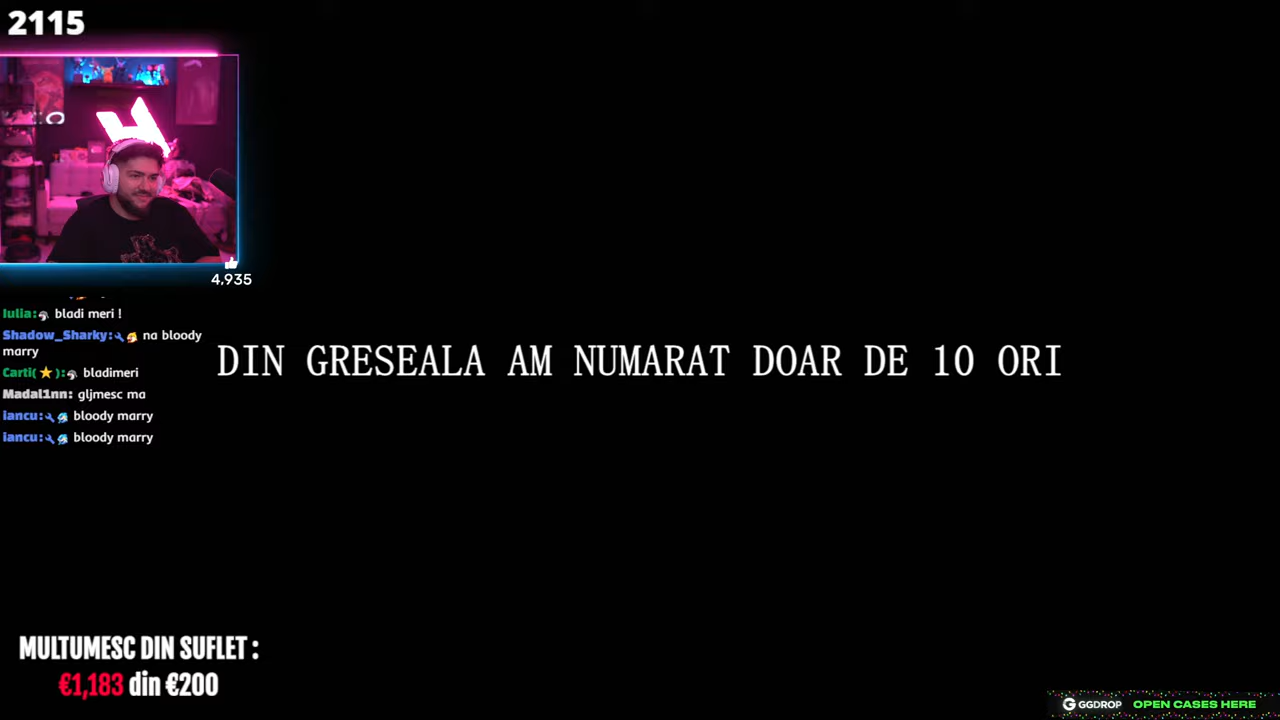 2115
4,935
Iulia: bladi meri !
Shadow_Sharky: na bloody
marry
Carti( ⭐ ): bladimeri
Madal1nn: gljmesc ma
iancu: bloody marry
iancu: bloody marry
DIN GRESEALA AM NUMARAT DOAR DE 10 ORI
MULTUMESC DIN SUFLET :
€1,183 din €200
GGDROP OPEN CASES HERE